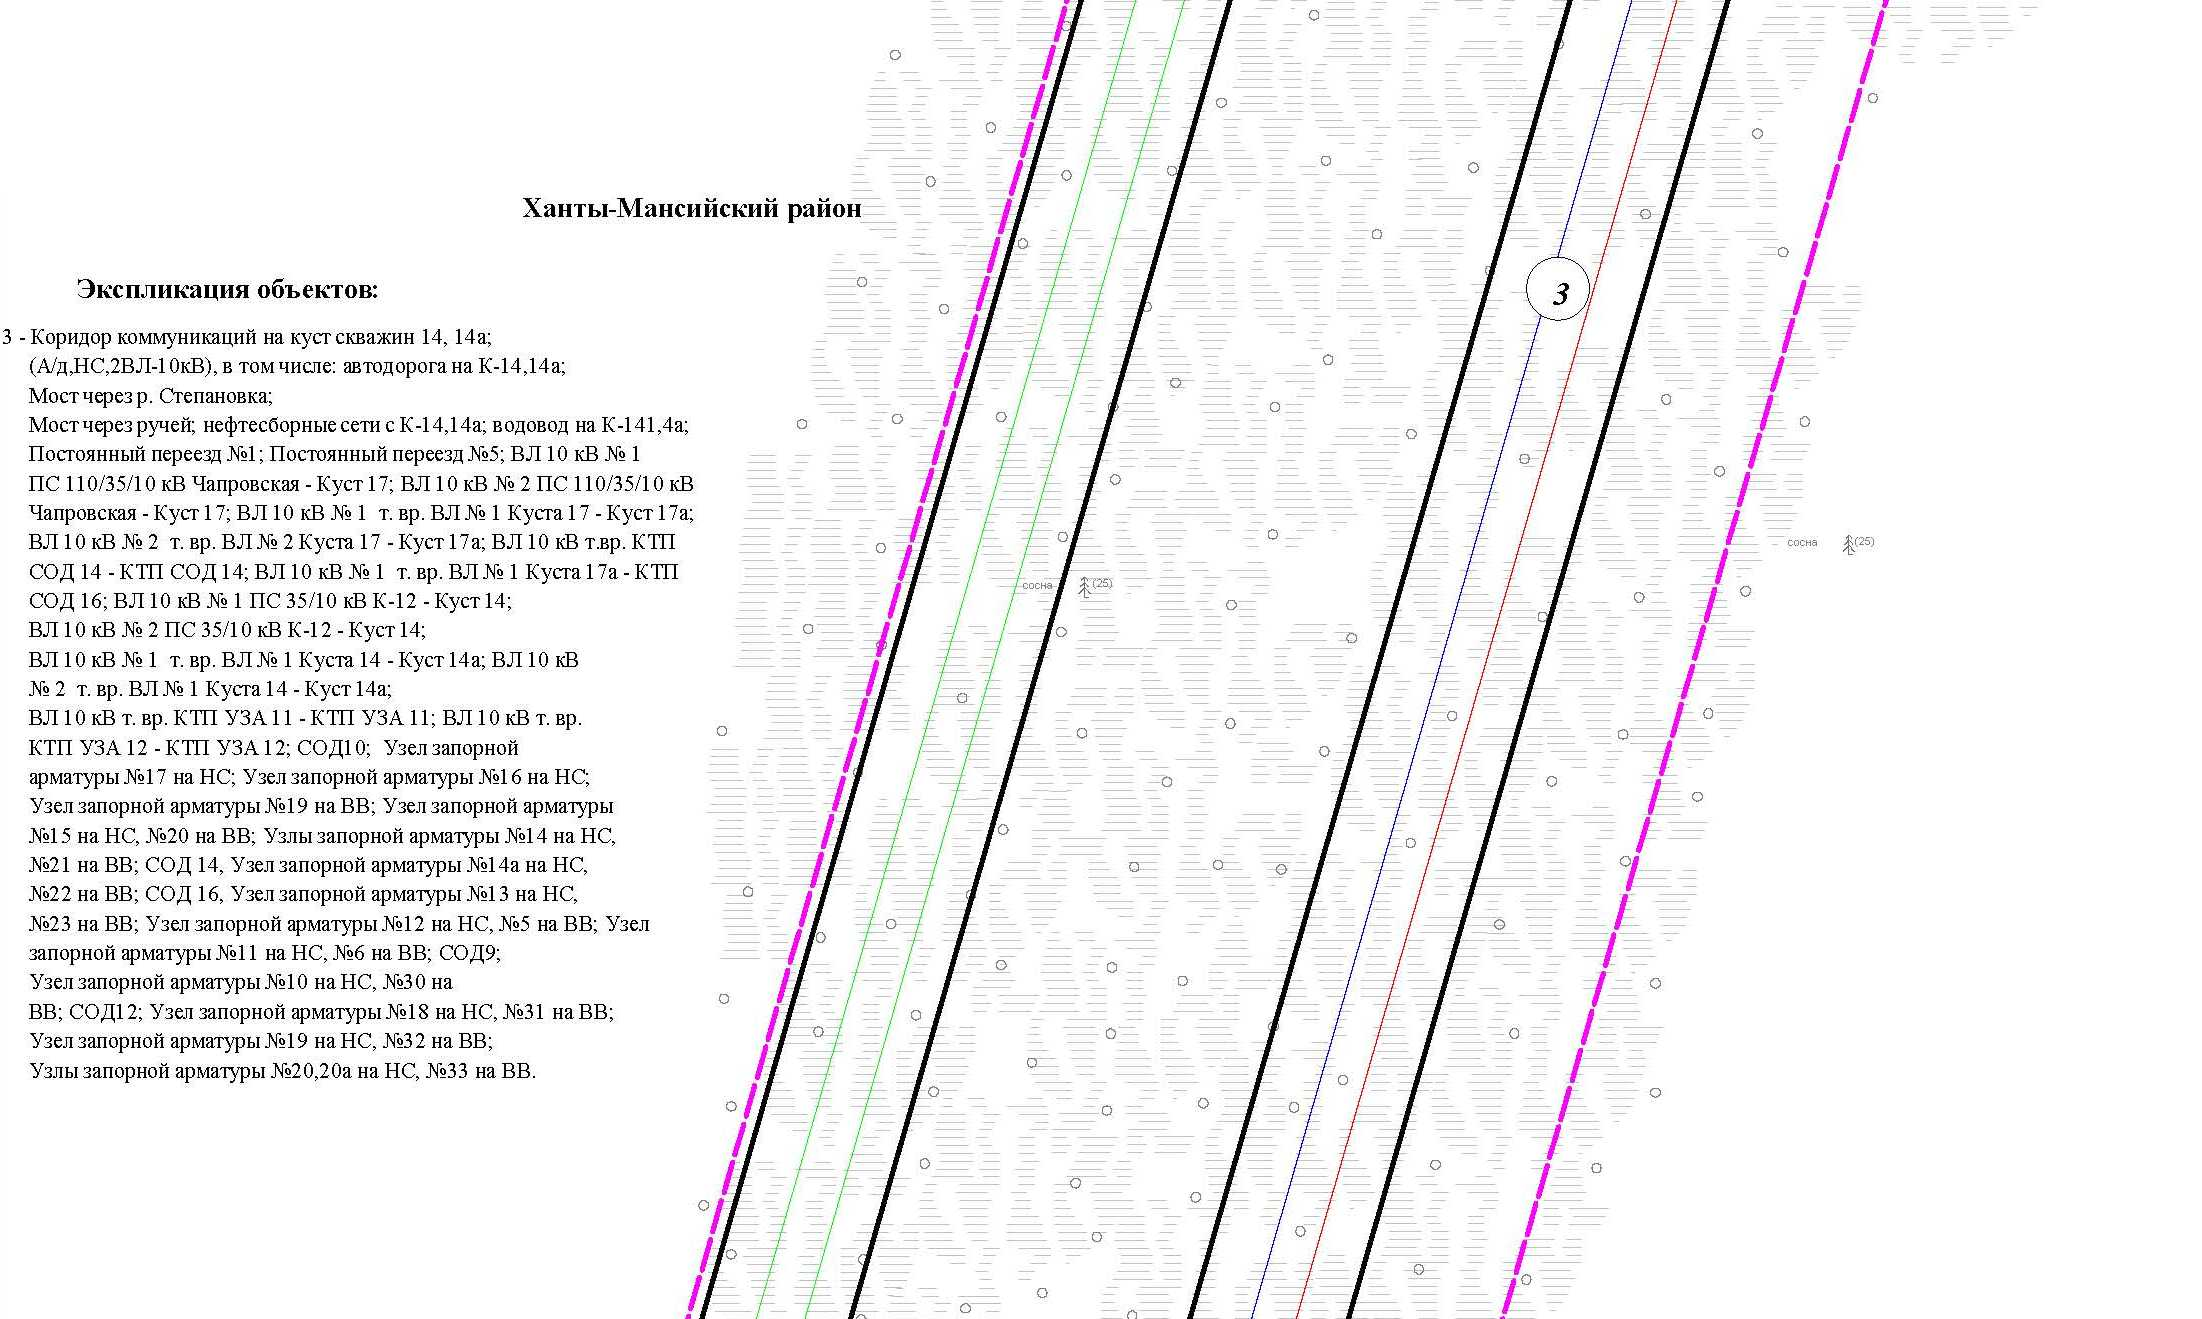 Ханты-Мансийский район
Экспликация объектов:
3 - Коридор коммуникаций на куст скважин 14, 14а;
(А/д,НС,2ВЛ-10кВ), в том числе: автодорога на К-14,14а;
Мост через р. Степановка;
Мост через ручей; нефтесборные сети с К-14,14а; водовод на К-141,4а;
Постоянный переезд №1; Постоянный переезд №5; ВЛ 10 кВ № 1
ПС 110/35/10 кВ Чапровская - Куст 17; ВЛ 10 кВ № 2 ПС 110/35/10 кВ
Чапровская - Куст 17; ВЛ 10 кВ № 1 т. вр. ВЛ № 1 Куста 17 - Куст 17а;
ВЛ 10 кВ № 2 т. вр. ВЛ № 2 Куста 17 - Куст 17а; ВЛ 10 кВ т.вр. КТП
СОД 14 - КТП СОД 14; ВЛ 10 кВ № 1 т. вр. ВЛ № 1 Куста 17а - КТП
СОД 16; ВЛ 10 кВ № 1 ПС 35/10 кВ К-12 - Куст 14;
ВЛ 10 кВ № 2 ПС 35/10 кВ К-12 - Куст 14;
ВЛ 10 кВ № 1 т. вр. ВЛ № 1 Куста 14 - Куст 14а; ВЛ 10 кВ
№ 2 т. вр. ВЛ № 1 Куста 14 - Куст 14а;
ВЛ 10 кВ т. вр. КТП УЗА 11 - КТП УЗА 11; ВЛ 10 кВ т. вр.
КТП УЗА 12 - КТП УЗА 12; СОД10; Узел запорной
арматуры №17 на НС; Узел запорной арматуры №16 на НС;
Узел запорной арматуры №19 на ВВ; Узел запорной арматуры
№15 на НС, №20 на ВВ; Узлы запорной арматуры №14 на НС,
№21 на ВВ; СОД 14, Узел запорной арматуры №14а на НС,
№22 на ВВ; СОД 16, Узел запорной арматуры №13 на НС,
№23 на ВВ; Узел запорной арматуры №12 на НС, №5 на ВВ; Узел
запорной арматуры №11 на НС, №6 на ВВ; СОД9;
Узел запорной арматуры №10 на НС, №30 на
ВВ; СОД12; Узел запорной арматуры №18 на НС, №31 на ВВ;
Узел запорной арматуры №19 на НС, №32 на ВВ;
Узлы запорной арматуры №20,20а на НС, №33 на ВВ.
3
сосна (25)
сосна (25)